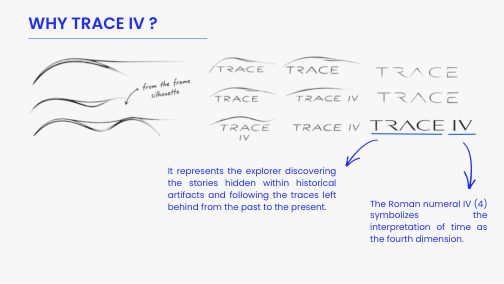 WHY TRACE IV ?
from the frame
silhouette
TRACE
TRACE
TRACE
TRACE
TRACE IV
TRACE
TRACE
IV
TRACE IV
TRACE IV
It represents the explorer discovering
the stories hidden within historical
artifacts and following the traces left
behind from the past to the present.
The Roman numeral IV (4)
symbolizes the
interpretation of time as
the fourth dimension.